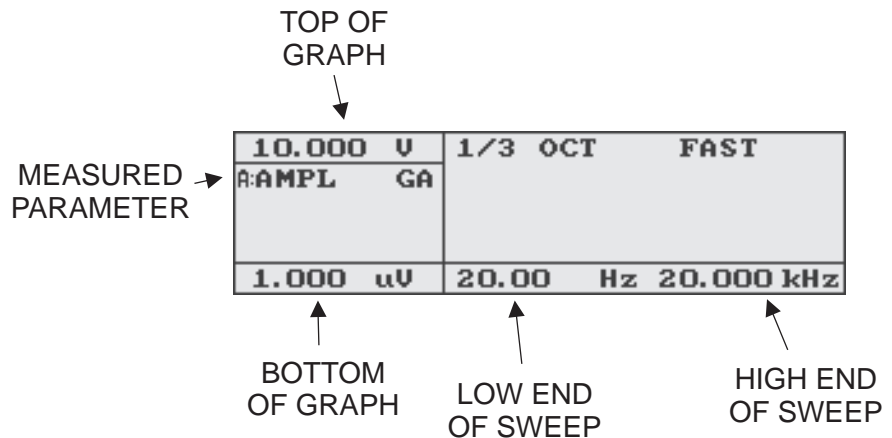 TOP OF
GRAPH
10.000 V
1/3 OCT FAST
MEASURED
PARAMETER
A:AMPL GA
1.000 uV
20.00 Hz 20.000 kHz
BOTTOM
OF GRAPH
LOW END
OF SWEEP
HIGH END
OF SWEEP